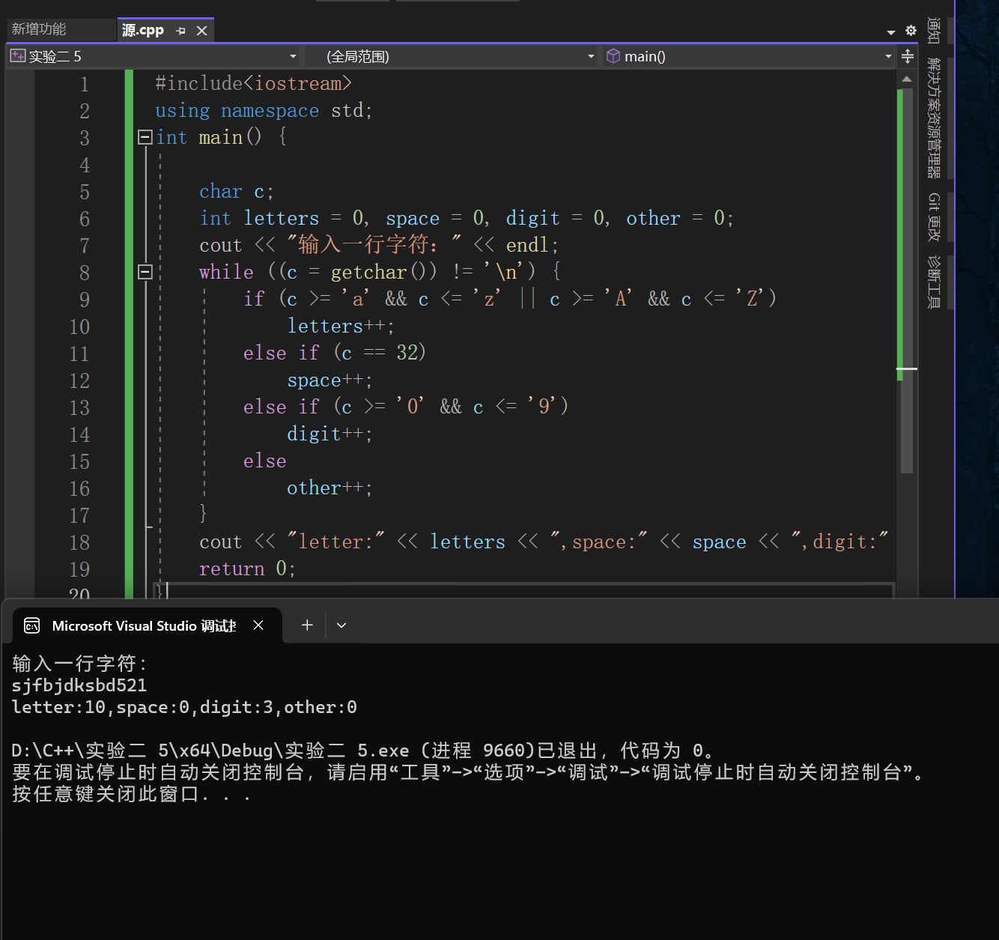 新增功能
源.cpp
实验二 5
(全局范围)
main()
1 #include<iostream>
2 using namespace std;
3 int main() {
4
5 char c;
6 int letters = 0, space = 0, digit = 0, other = 0;
7 cout << "输入一行字符：" << endl;
8 while ((c = getchar()) != '\n') {
9 if (c >= 'a' && c <= 'z' || c >= 'A' && c <= 'Z')
10 letters++;
11 else if (c == 32)
12 space++;
13 else if (c >= '0' && c <= '9')
14 digit++;
15 else
16 other++;
17 }
18 cout << "letter:" << letters << ",space:" << space << ",digit:"
19 return 0;
20 }
通知
解决方案资源管理器
Git 更改
诊断工具
Microsoft Visual Studio 调试
输入一行字符：
sjfbjdksbd521
letter:10,space:0,digit:3,other:0
D:\C++\实验二 5\x64\Debug\实验二 5.exe (进程 9660)已退出，代码为 0。
要在调试停止时自动关闭控制台，请启用“工具”->“选项”->“调试”->“调试停止时自动关闭控制台”。
按任意键关闭此窗口. . .